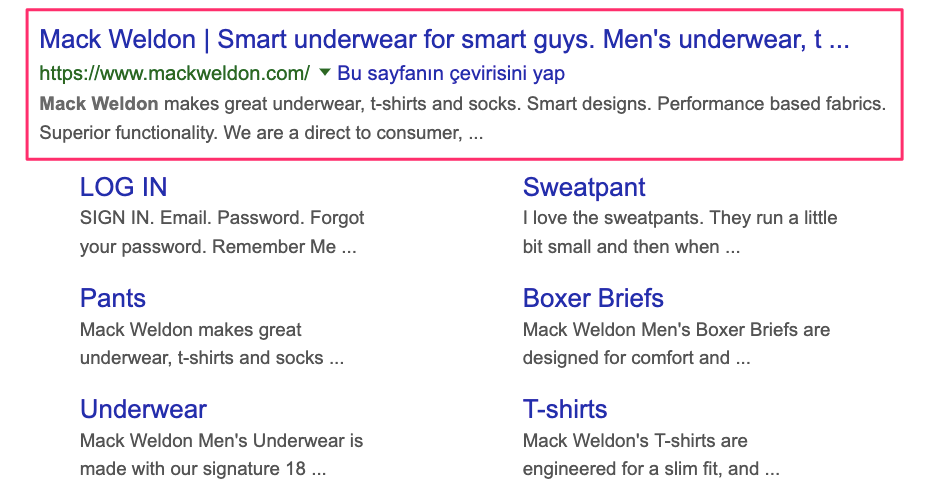 Mack Weldon | Smart underwear for smart guys. Men's underwear, t ...
https://www.mackweldon.com/ ▼ Bu sayfanın çevirisini yap
Mack Weldon makes great underwear, t-shirts and socks. Smart designs. Performance based fabrics.
Superior functionality. We are a direct to consumer, ...
LOG IN
SIGN IN. Email. Password. Forgot
your password. Remember Me ...
Sweatpant
I love the sweatpants. They run a little
bit small and then when ...
Pants
Mack Weldon makes great
underwear, t-shirts and socks ...
Boxer Briefs
Mack Weldon Men's Boxer Briefs are
designed for comfort and ...
Underwear
Mack Weldon Men's Underwear is
made with our signature 18 ...
T-shirts
Mack Weldon's T-shirts are
engineered for a slim fit, and ...